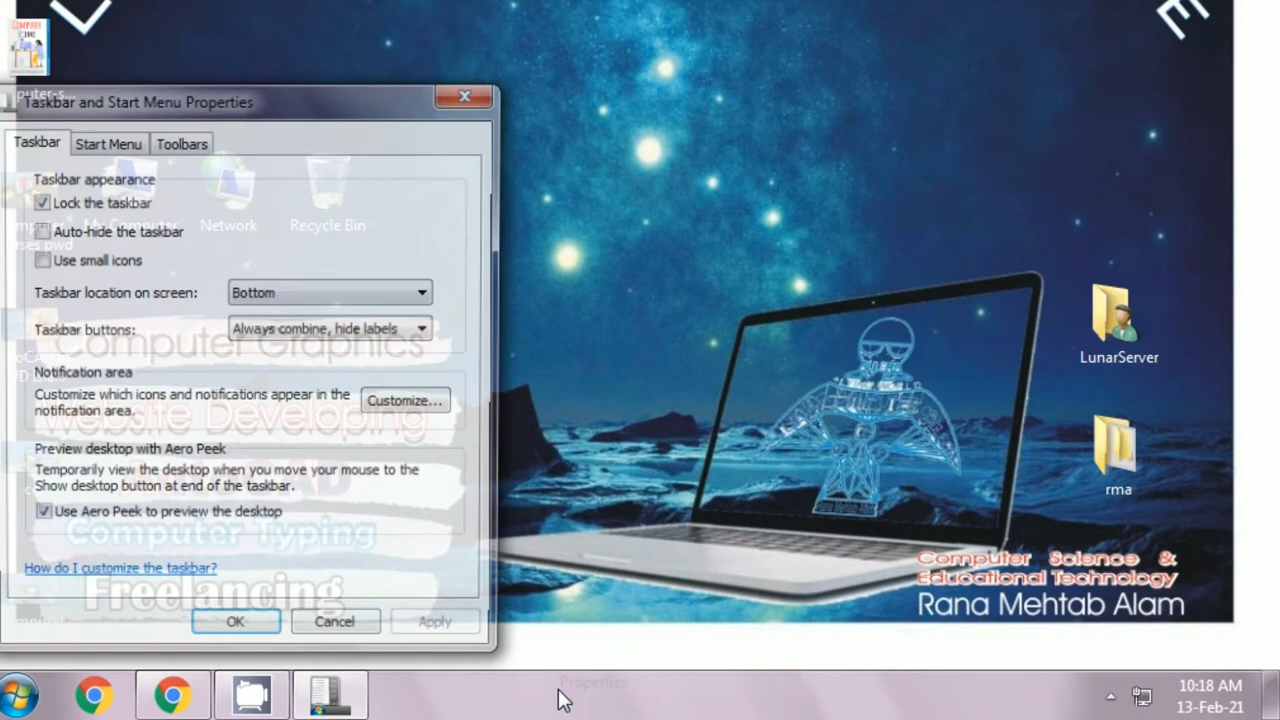 COMPUTER
puter-s...
Taskbar and Start Menu Properties
Taskbar Start Menu Toolbars
Taskbar appearance
Lock the taskbar
My Computer Network Recycle Bin
Auto-hide the taskbar
rses pwd
Use small icons
Taskbar location on screen: Bottom
Taskbar buttons: Always combine, hide labels
Computer Graphics
LunarServer
Notification area
Customize which icons and notifications appear in the
notification area.
Customize...
Website Developing
Preview desktop with Aero Peek
Temporarily view the desktop when you move your mouse to the
Show desktop button at end of the taskbar.
rma
Use Aero Peek to preview the desktop
Computer Typing
How do I customize the taskbar?
Freelancing
OK Cancel Apply
Rana Mehtab Alam
Computer Science &
Educational Technology
Rana Mehtab Alam
Properties
10:18 AM
13-Feb-21